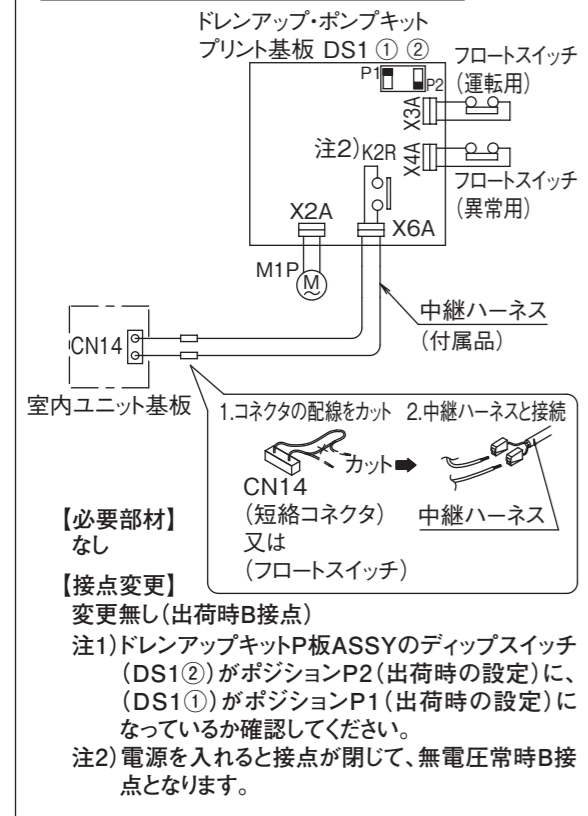 ドレンアップ・ポンプキット
プリント基板 DS1 ① ②
P1
P2
フロートスイッチ
(運転用)
X3A
注2)K2R
X4A
フロートスイッチ
(異常用)
X2A
X6A
M1P
M
中継ハーネス
(付属品)
CN14
室内ユニット基板
1.コネクタの配線をカット 2.中継ハーネスと接続
カット➡
CN14
(短絡コネクタ)
又は
(フロートスイッチ)
中継ハーネス
【必要部材】
なし
【接点変更】
変更無し(出荷時B接点)
注1)ドレンアップキットP板ASSYのディップスイッチ
(DS1②)がポジションP2(出荷時の設定)に、
(DS1①)がポジションP1(出荷時の設定)に
なっているか確認してください。
注2)電源を入れると接点が閉じて、無電圧常時B接
点となります。